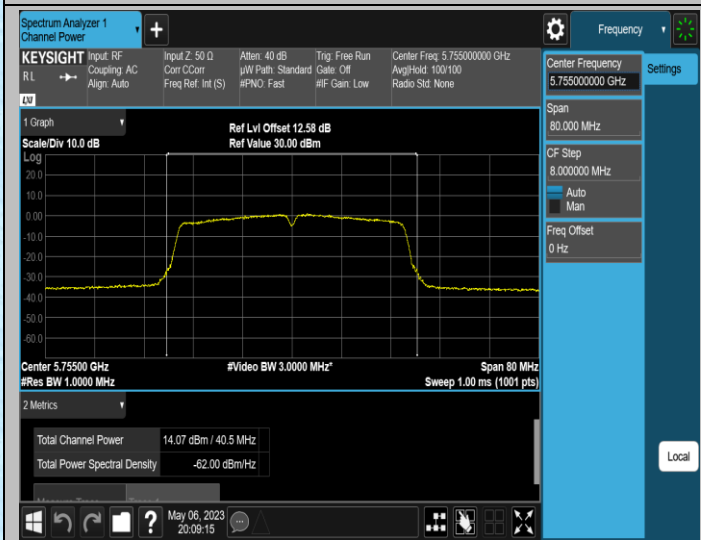 Spectrum Analyzer 1
Channel Power
Frequency
KEYSIGHT
R L
LXI
Input: RF
Coupling: AC
Align: Auto
Input Z: 50 Ω
Corr CCorr
Freq Ref: Int (S)
Atten: 40 dB
µW Path: Standard
#PNO: Fast
Trig: Free Run
Gate: Off
#IF Gain: Low
Center Freq: 5.755000000 GHz
Avg|Hold: 100/100
Radio Std: None
Center Frequency
5.755000000 GHz
Settings
Span
80.000 MHz
CF Step
8.000000 MHz
Auto
Man
Freq Offset
0 Hz
Local
1 Graph
Scale/Div 10.0 dB
Ref Lvl Offset 12.58 dB
Ref Value 30.00 dBm
Log
20.0
10.0
0.00
-10.0
-20.0
-30.0
-40.0
-50.0
-60.0
Center 5.75500 GHz
#Video BW 3.0000 MHz*
Span 80 MHz
#Res BW 1.0000 MHz
Sweep 1.00 ms (1001 pts)
2 Metrics
Total Channel Power 14.07 dBm / 40.5 MHz
Total Power Spectral Density -62.00 dBm/Hz
?
May 06, 2023
20:09:15